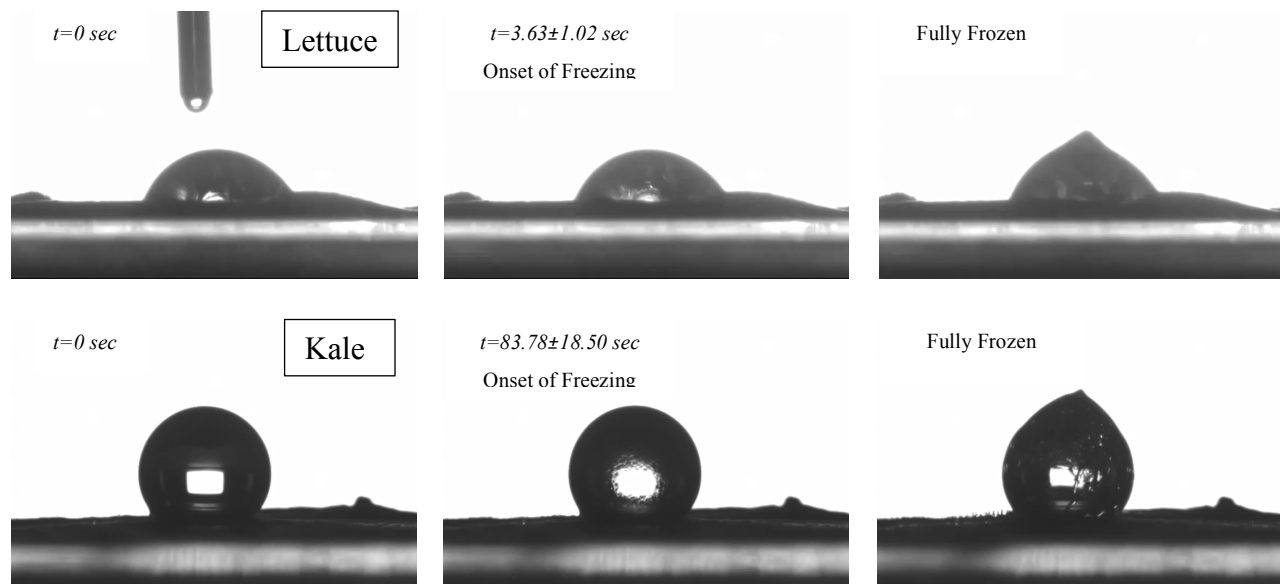 t=0 sec
Lettuce
t=3.63±1.02 sec
Onset of Freezing
Fully Frozen
t=0 sec
Kale
t=83.78±18.50 sec
Onset of Freezing
Fully Frozen